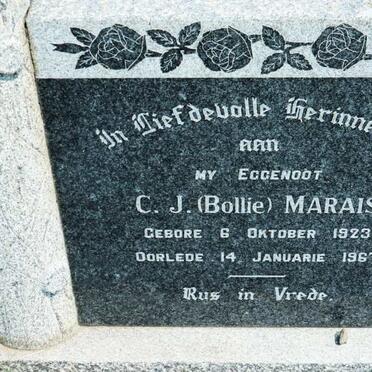 In Liefdevolle Herinne
aan
MY EGGENOOT
C. J. (Bollie) MARAIS
GEBORE 6 OKTOBER 1923
OORLEDE 14 JANUARIE 196
Rus in Vrede.